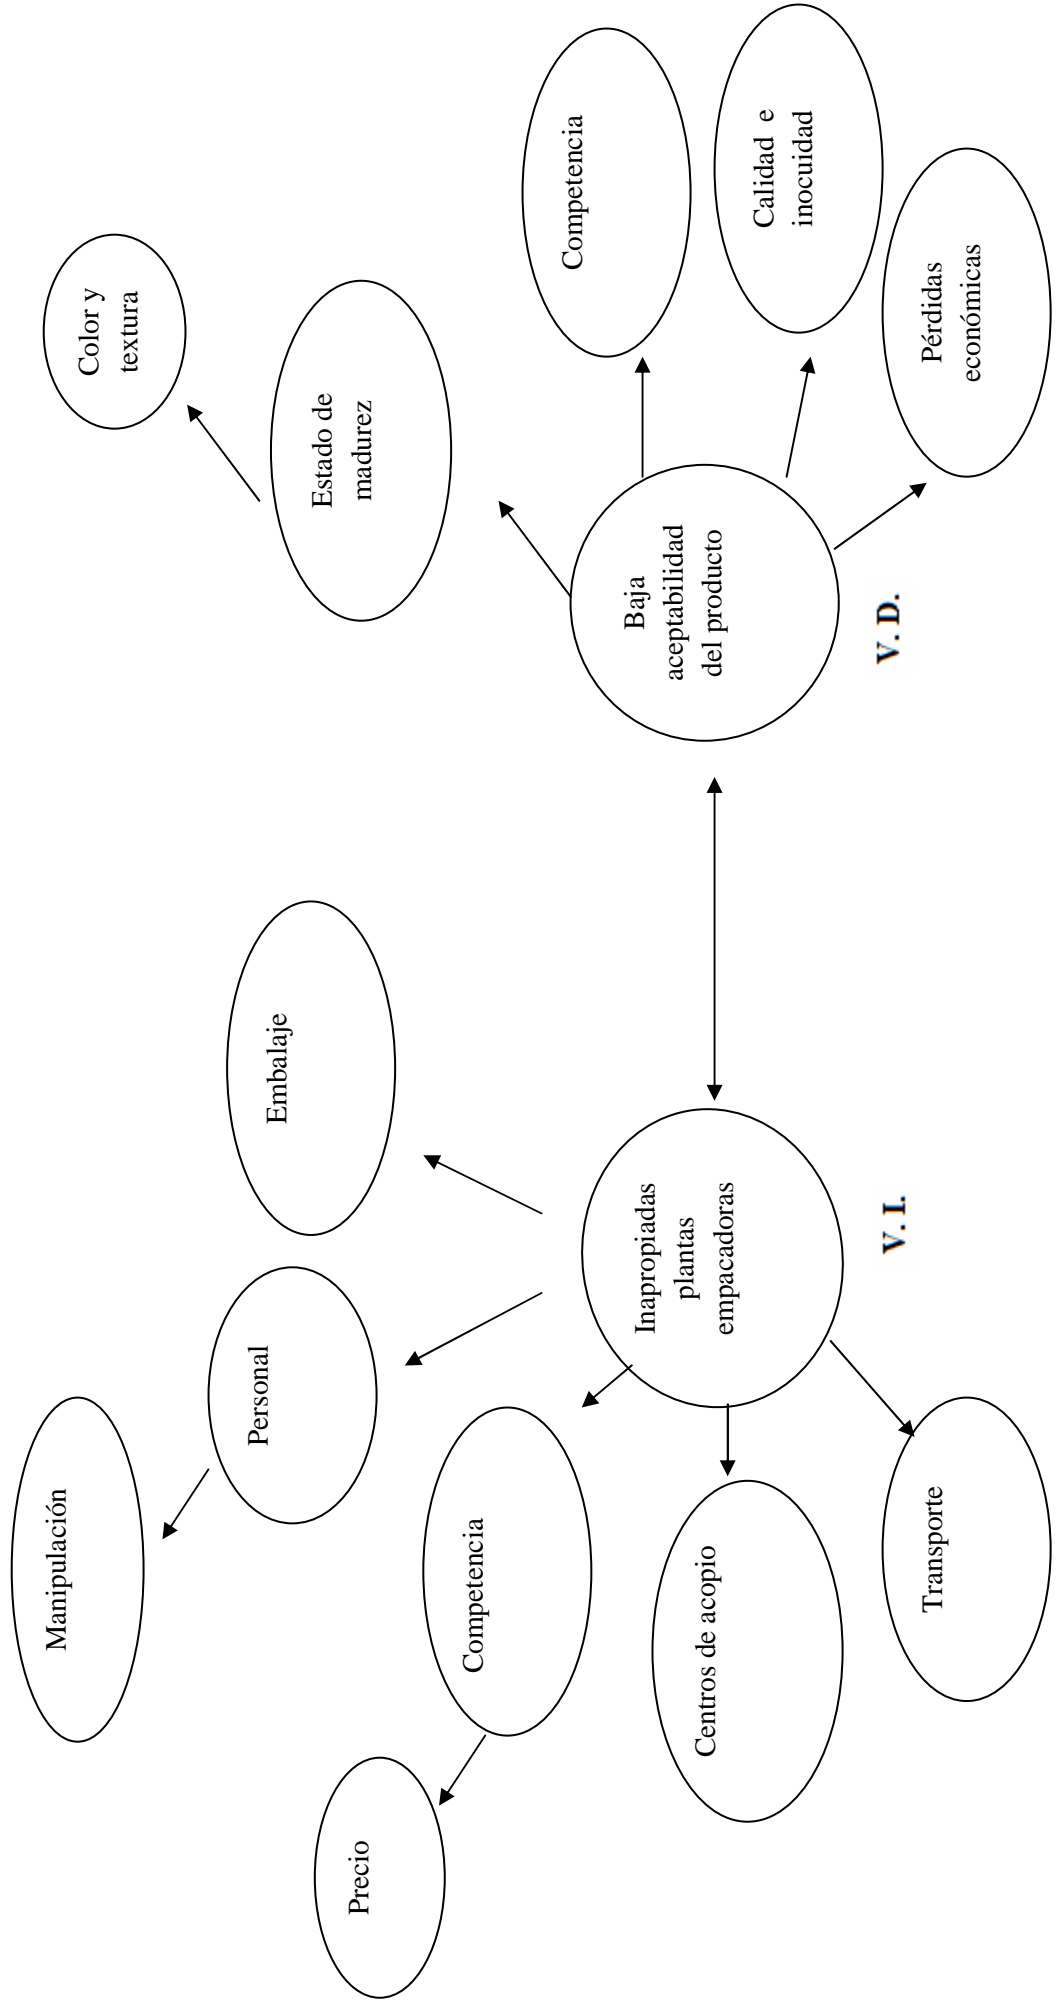 Manipulación
Color y
textura
Personal
Embalaje
Estado de
madurez
Precio
Competencia
Competencia
Inapropiadas
plantas
empacadoras
Baja
aceptabilidad
del producto
Centros de acopio
Calidad e
inocuidad
V. I.
V. D.
Transporte
Pérdidas
económicas